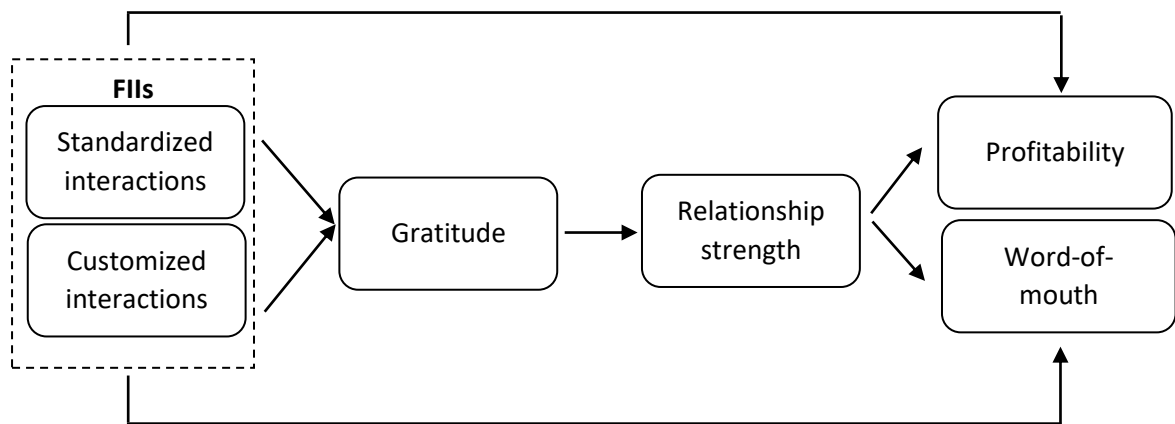 FIIs
Standardized
interactions
Customized
interactions
Gratitude
Relationship
strength
Profitability
Word-of-
mouth